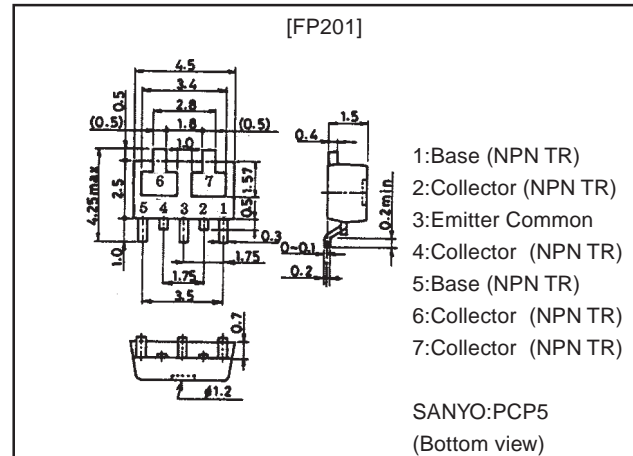 [FP201]
4.5
3.4
2.8
(0.5) 1.8 (0.5)
1.0
0.5
4.25max
2.5
1.57
0.5
6 7
5 4 3 2 1
0.3
1.0
1.75
1.75
3.5
1.5
0.4
0.2min
0~0.1
0.2
0.7
ø1.2
1:Base (NPN TR)
2:Collector (NPN TR)
3:Emitter Common
4:Collector (NPN TR)
5:Base (NPN TR)
6:Collector (NPN TR)
7:Collector (NPN TR)
SANYO:PCP5
(Bottom view)